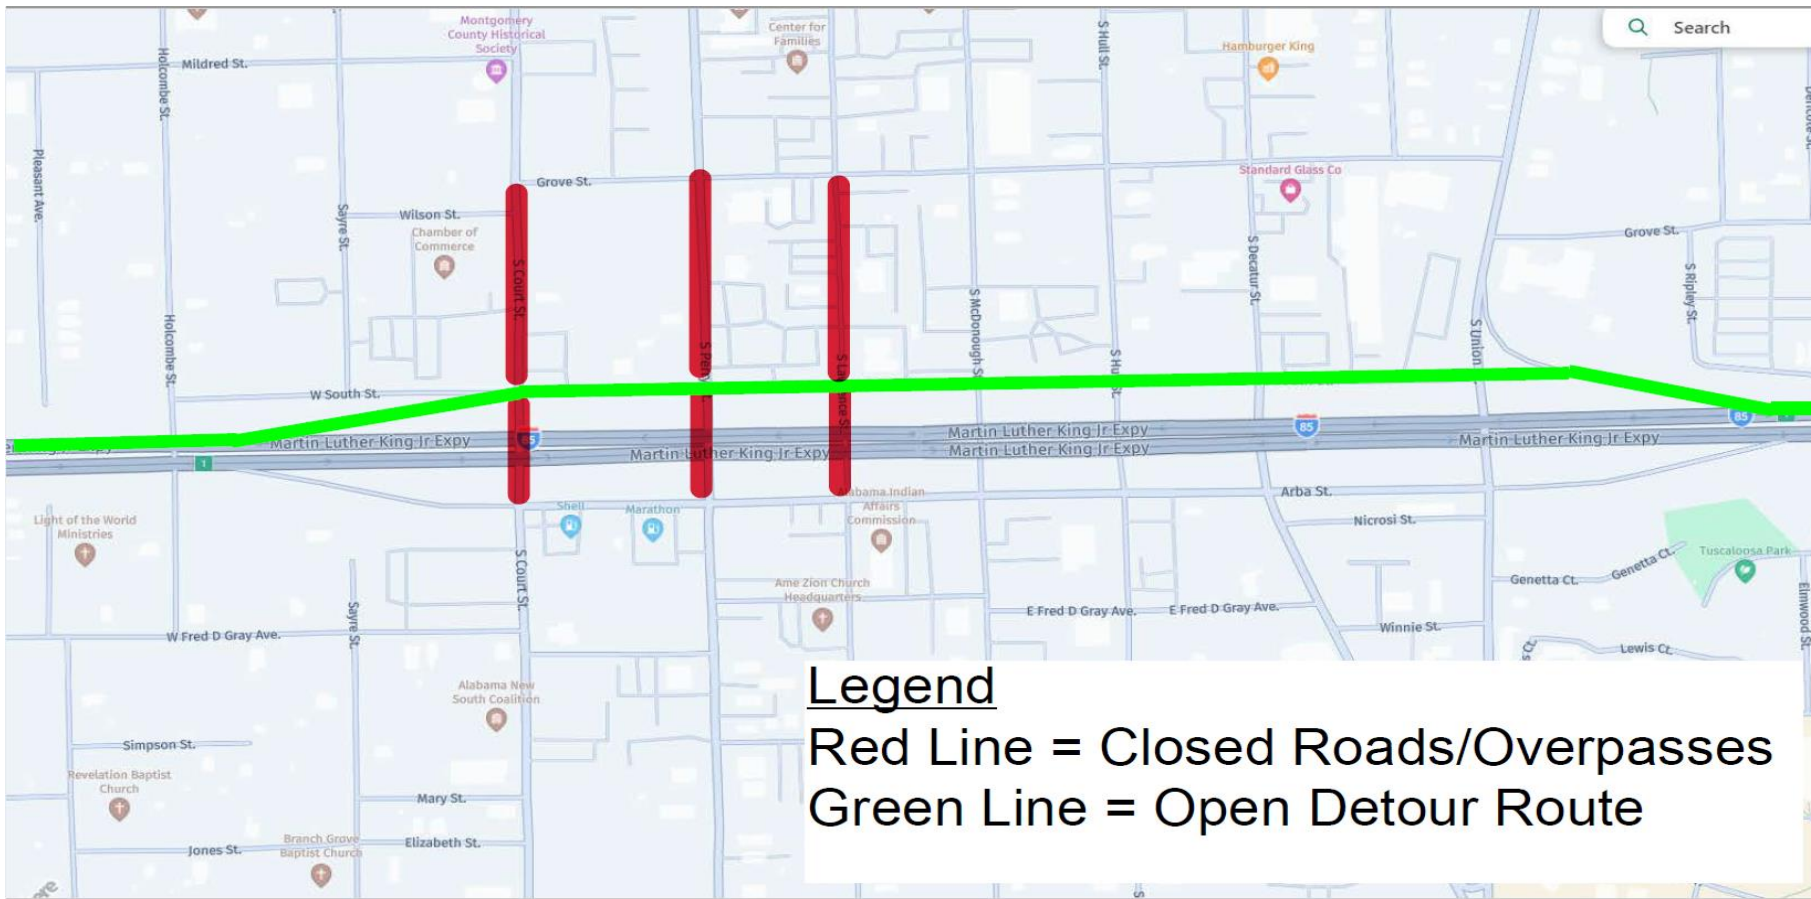 Montgomery
County Historical
Society
Center for
Families
Search
Hamburger King
Mildred St.
Holcombe St.
S Hull St.
Pleasant Ave.
Grove St.
Standard Glass Co
Wilson St.
Sayre St.
Chamber of
Commerce
Grove St.
S Court St.
S Decatur St.
S Ripley St.
S McDonough St
Holcombe St.
S Union
W South St.
Martin Luther King Jr Expy
Martin Luther King Jr Expy
Martin Luther King Jr Expy
Martin Luther King Jr Expy
Martin Luther King Jr Expy
85
85
1
Arba St.
Alabama Indian
Affairs
Commission
Shell
Marathon
Light of the World
Ministries
Nicrosi St.
Tuscaloosa Park
Genetta Ct.
Genetta Ct.
S Court St.
Ame Zion Church
Headquarters
E Fred D Gray Ave.
E Fred D Gray Ave.
Elmwood St.
Sayre St.
W Fred D Gray Ave.
Winnie St.
Lewis Ct.
Alabama New
South Coalition
Simpson St.
Revelation Baptist
Church
Mary St.
Branch Grove
Baptist Church
Elizabeth St.
Jones St.
Legend
Red Line = Closed Roads/Overpasses
Green Line = Open Detour Route